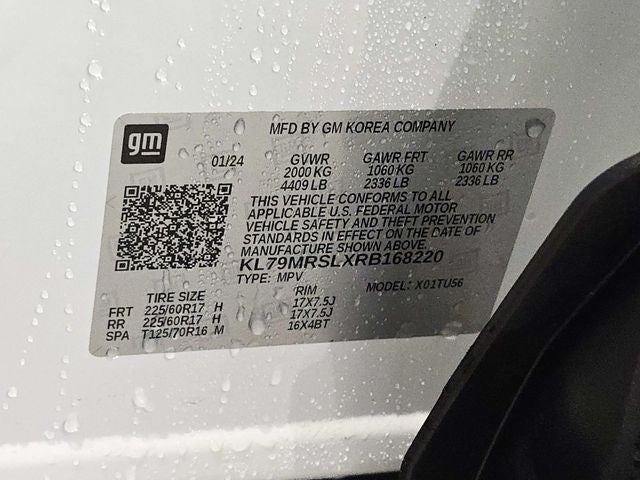 gm
MFD BY GM KOREA COMPANY
01/24 GVWR GAWR FRT GAWR RR
2000 KG 1060 KG 1060 KG
4409 LB 2336 LB 2336 LB
THIS VEHICLE CONFORMS TO ALL
APPLICABLE U.S. FEDERAL MOTOR
VEHICLE SAFETY AND THEFT PREVENTION
STANDARDS IN EFFECT ON THE DATE OF
MANUFACTURE SHOWN ABOVE.
KL79MRSLXRB168220
TYPE: MPV MODEL: X01TU56
TIRE SIZE RIM
FRT 225/60R17 H 17X7.5J
RR 225/60R17 H 17X7.5J
SPA T125/70R16 M 16X4BT